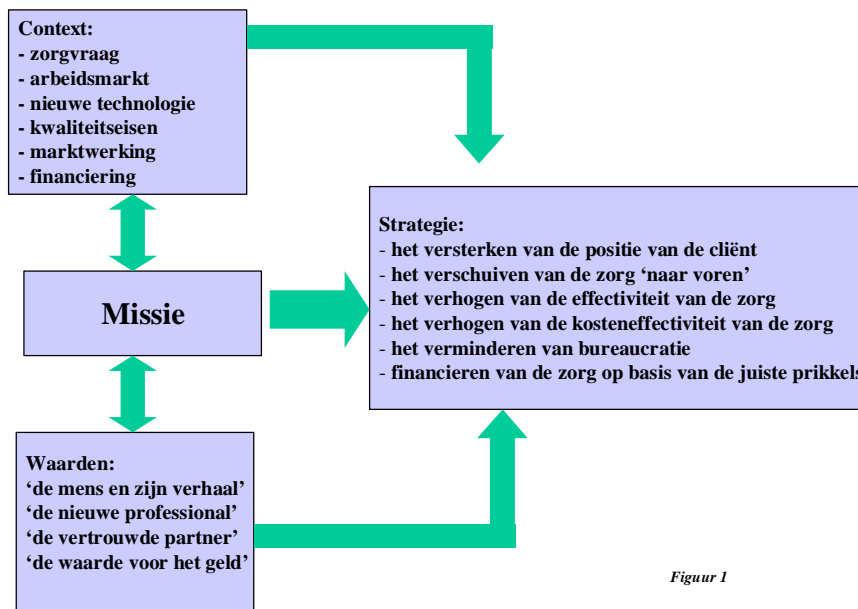 Context:
- zorgvraag
- arbeidsmarkt
- nieuwe technologie
- kwaliteitseisen
- marktwerking
- financiering
Missie
Waarden:
‘de mens en zijn verhaal’
‘de nieuwe professional’
‘de vertrouwde partner’
‘de waarde voor het geld’
Strategie:
- het versterken van de positie van de cliënt
- het verschuiven van de zorg ‘naar voren’
- het verhogen van de effectiviteit van de zorg
- het verhogen van de kosteneffectiviteit van de zorg
- het verminderen van bureaucratie
- financieren van de zorg op basis van de juiste prikkels
Figuur 1